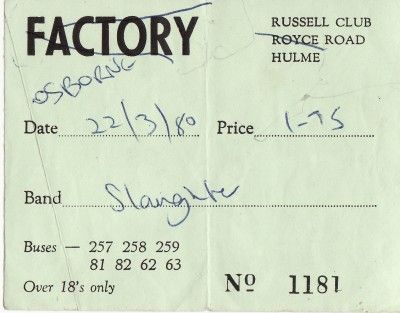 FACTORY
RUSSELL CLUB
ROYCE ROAD
HULME
OSBORNE
Date 22/3/80 Price 1-75
Band Slaughter
Buses — 257 258 259
81 82 62 63
Over 18's only
Nº 1181